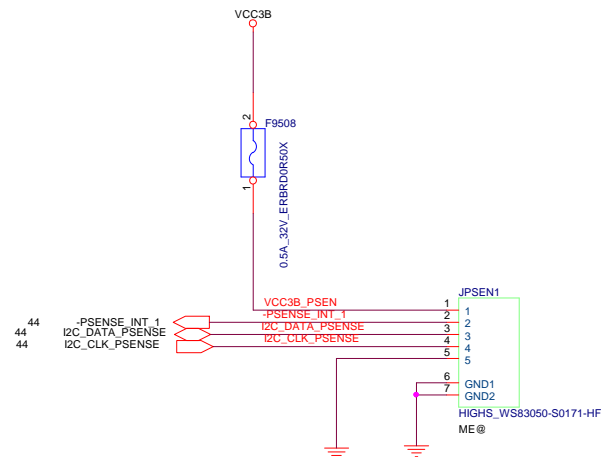 VCC3B
2
F9508
1
0.5A_32V_ERBRD0R50X
JPSEN1
VCC3B_PSEN 1 1
44 -PSENSE_INT_1 -PSENSE_INT_1 2 2
44 I2C_DATA_PSENSE I2C_DATA_PSENSE 3 3
44 I2C_CLK_PSENSE I2C_CLK_PSENSE 4 4
5 5
6 GND1
7 GND2
HIGHS_WS83050-S0171-HF
ME@